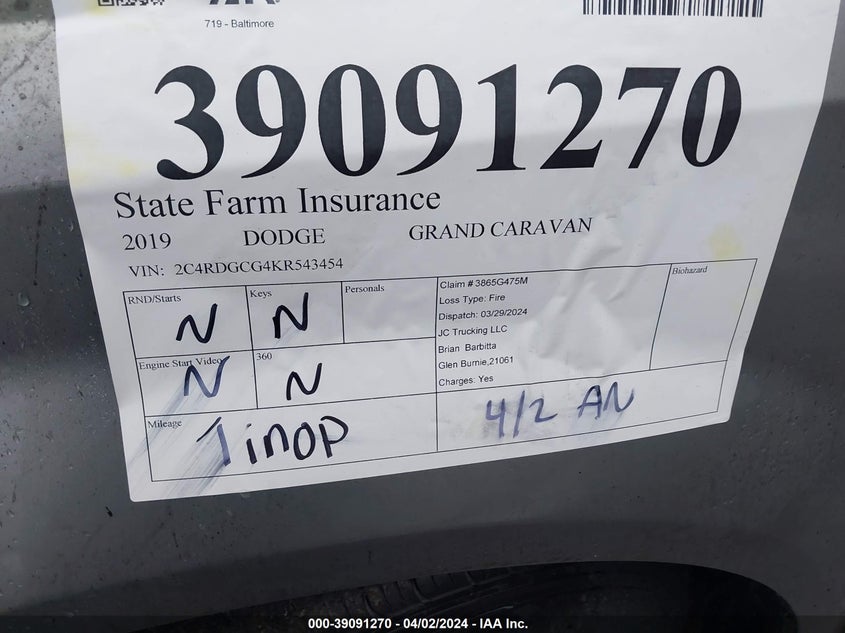 719 - Baltimore
39091270
State Farm Insurance
2019 DODGE GRAND CARAVAN
VIN: 2C4RDGCG4KR543454
RND/Starts N
Keys N
Personals
Engine Start Video N
360 N
Mileage 1 inop
Claim # 3865G475M
Loss Type: Fire
Dispatch: 03/29/2024
JC Trucking LLC
Brian Barbitta
Glen Burnie,21061
Charges: Yes
Biohazard
4/2 AN
000-39091270 - 04/02/2024 - IAA Inc.